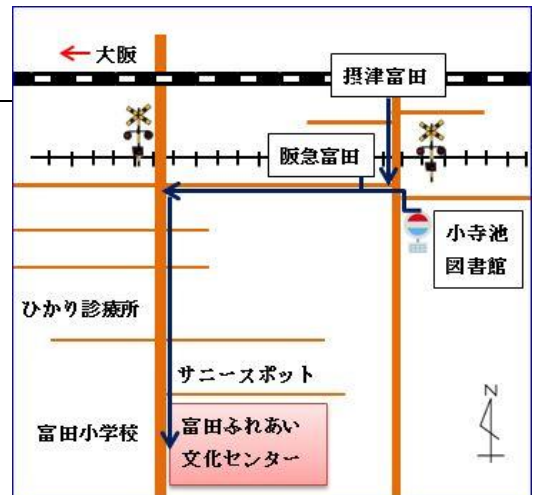 大阪
摂津富田
阪急富田
小寺池
図書館
ひかり診療所
サニースポット
富田小学校
富田ふれあい
文化センター
N